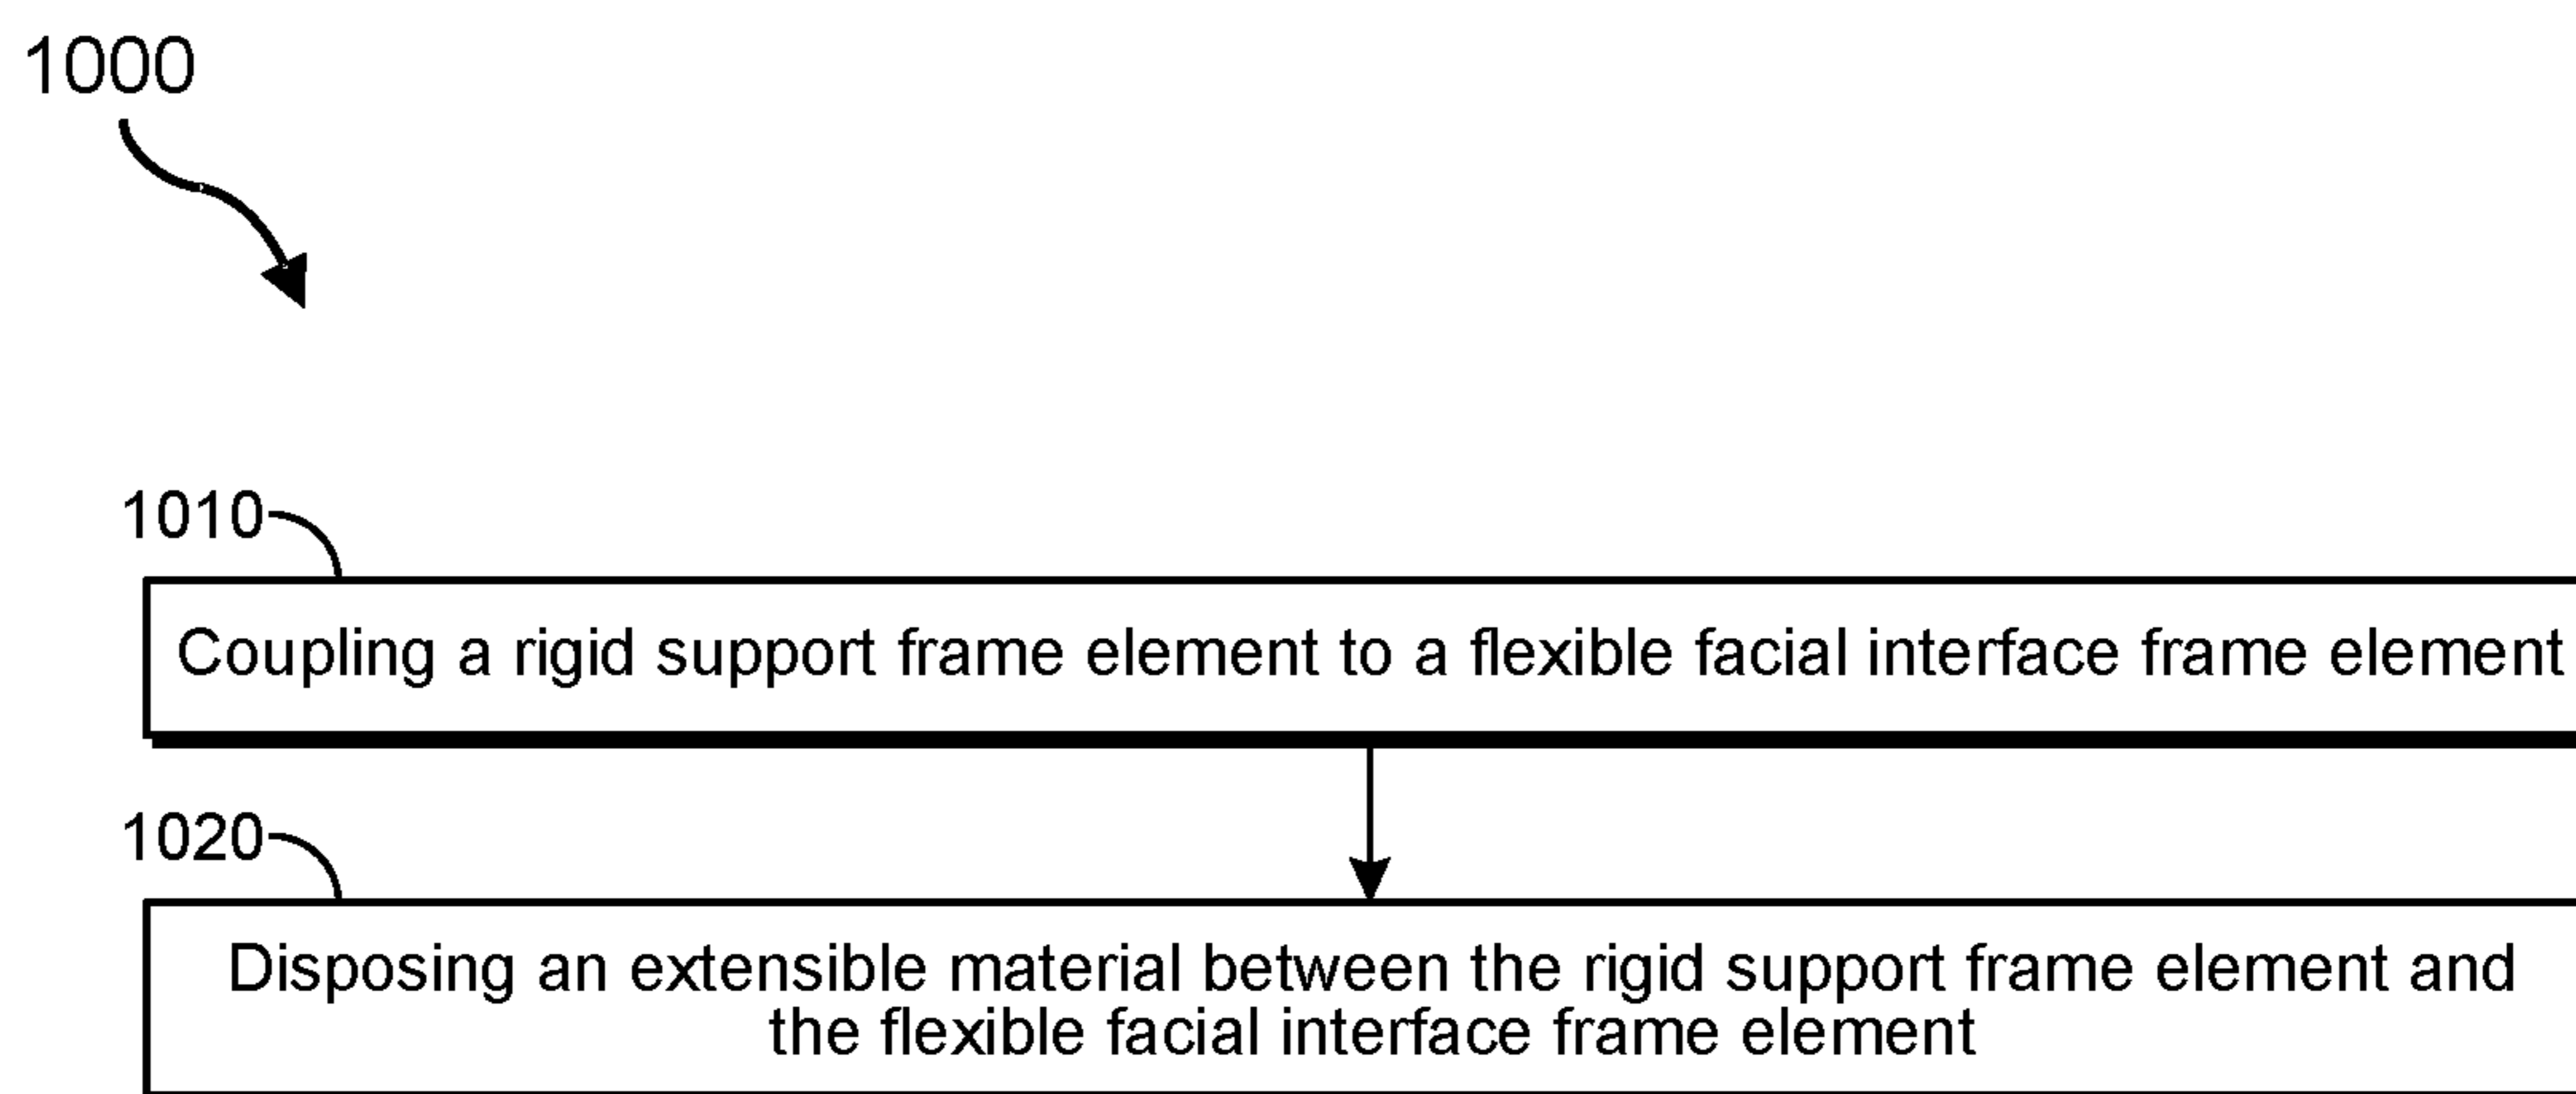 1000
1010
Coupling a rigid support frame element to a flexible facial interface frame element
1020
Disposing an extensible material between the rigid support frame element and
the flexible facial interface frame element